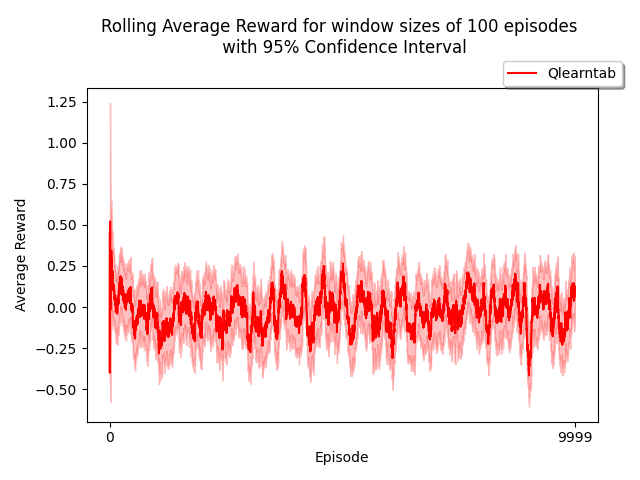 Rolling Average Reward for window sizes of 100 episodes
with 95% Confidence Interval
Qlearntab
1.25
1.00
0.75
0.50
0.25
0.00
−0.25
−0.50
Average Reward
0
9999
Episode